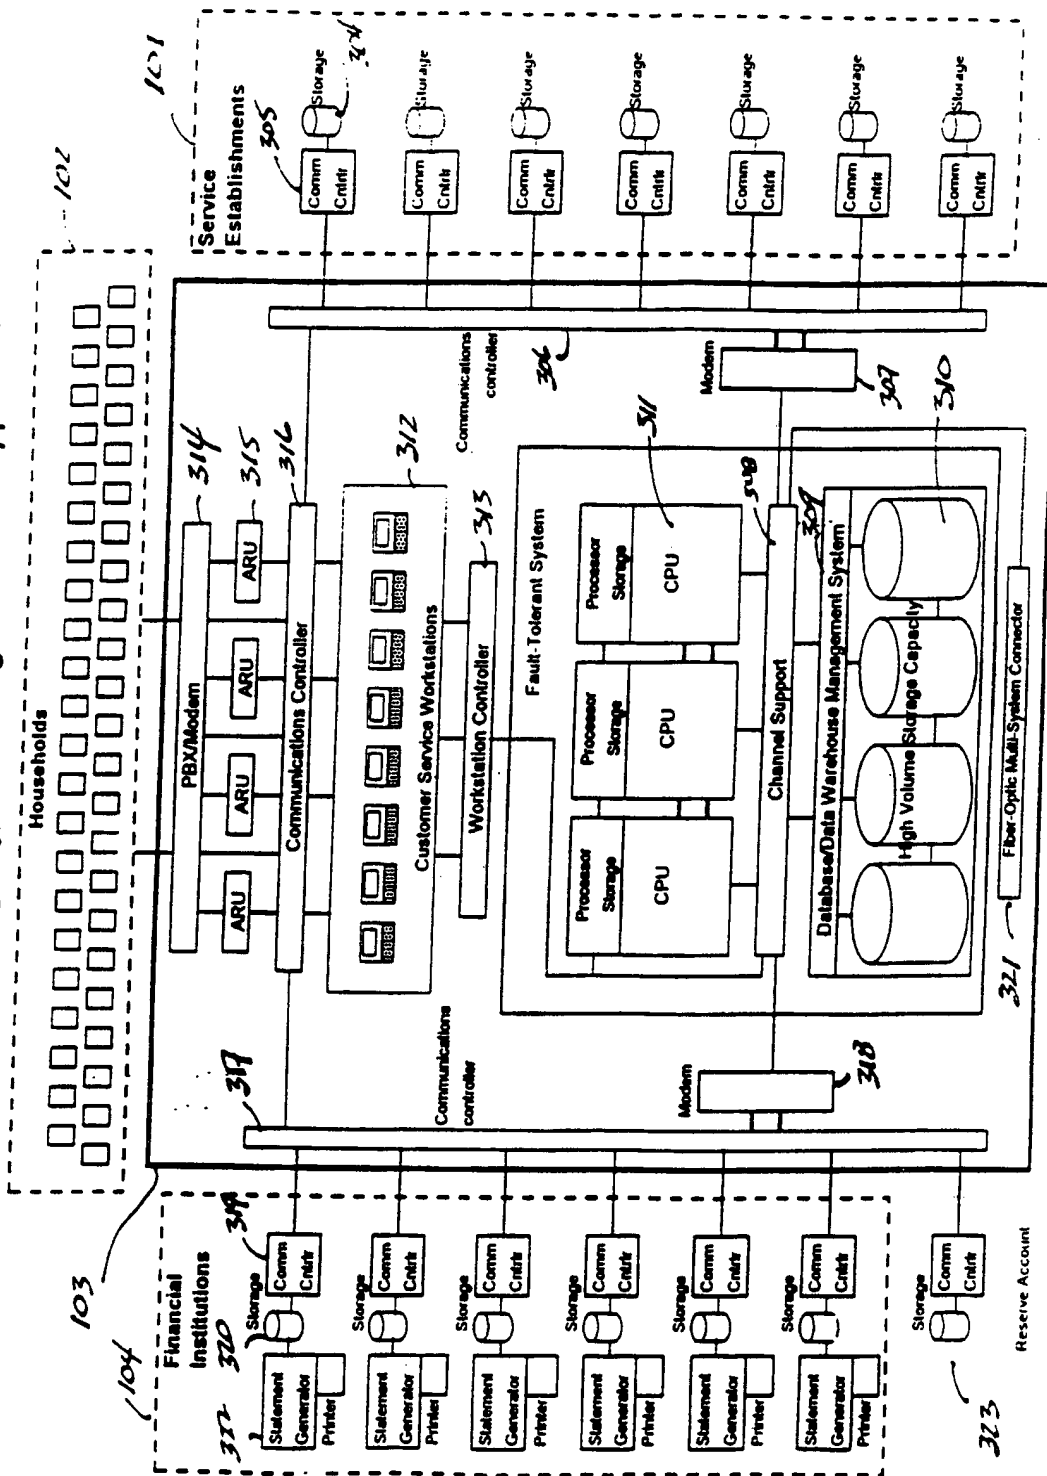 Households
102
101
Service
Establishments
305
Comm
Cntrlr
Storage
304
Comm
Cntrlr
Storage
Comm
Cntrlr
Storage
Comm
Cntrlr
Storage
Comm
Cntrlr
Storage
Comm
Cntrlr
Storage
Comm
Cntrlr
Storage
PBX/Modem
314
ARU
ARU
ARU
ARU
315
Communications Controller
316
312
Customer Service Workstations
Workstation Controller
313
Communications
controller
317
Communications
controller
306
Fault-Tolerant System
Processor
Storage
CPU
Processor
Storage
CPU
Processor
Storage
CPU
311
Modem
318
Modem
307
Channel Support
Database/Data Warehouse Management System
309
High Volume Storage Capacity
310
Fiber-Optic Multi-System Connector
321
103
104
Financial
Institutions
322
320
319
Statement
Generator
Printer
Storage
Comm
Cntrlr
Statement
Generator
Printer
Storage
Comm
Cntrlr
Statement
Generator
Printer
Storage
Comm
Cntrlr
Statement
Generator
Printer
Storage
Comm
Cntrlr
Statement
Generator
Printer
Storage
Comm
Cntrlr
Statement
Generator
Printer
Storage
Comm
Cntrlr
Storage
Comm
Cntrlr
323
Reserve Account